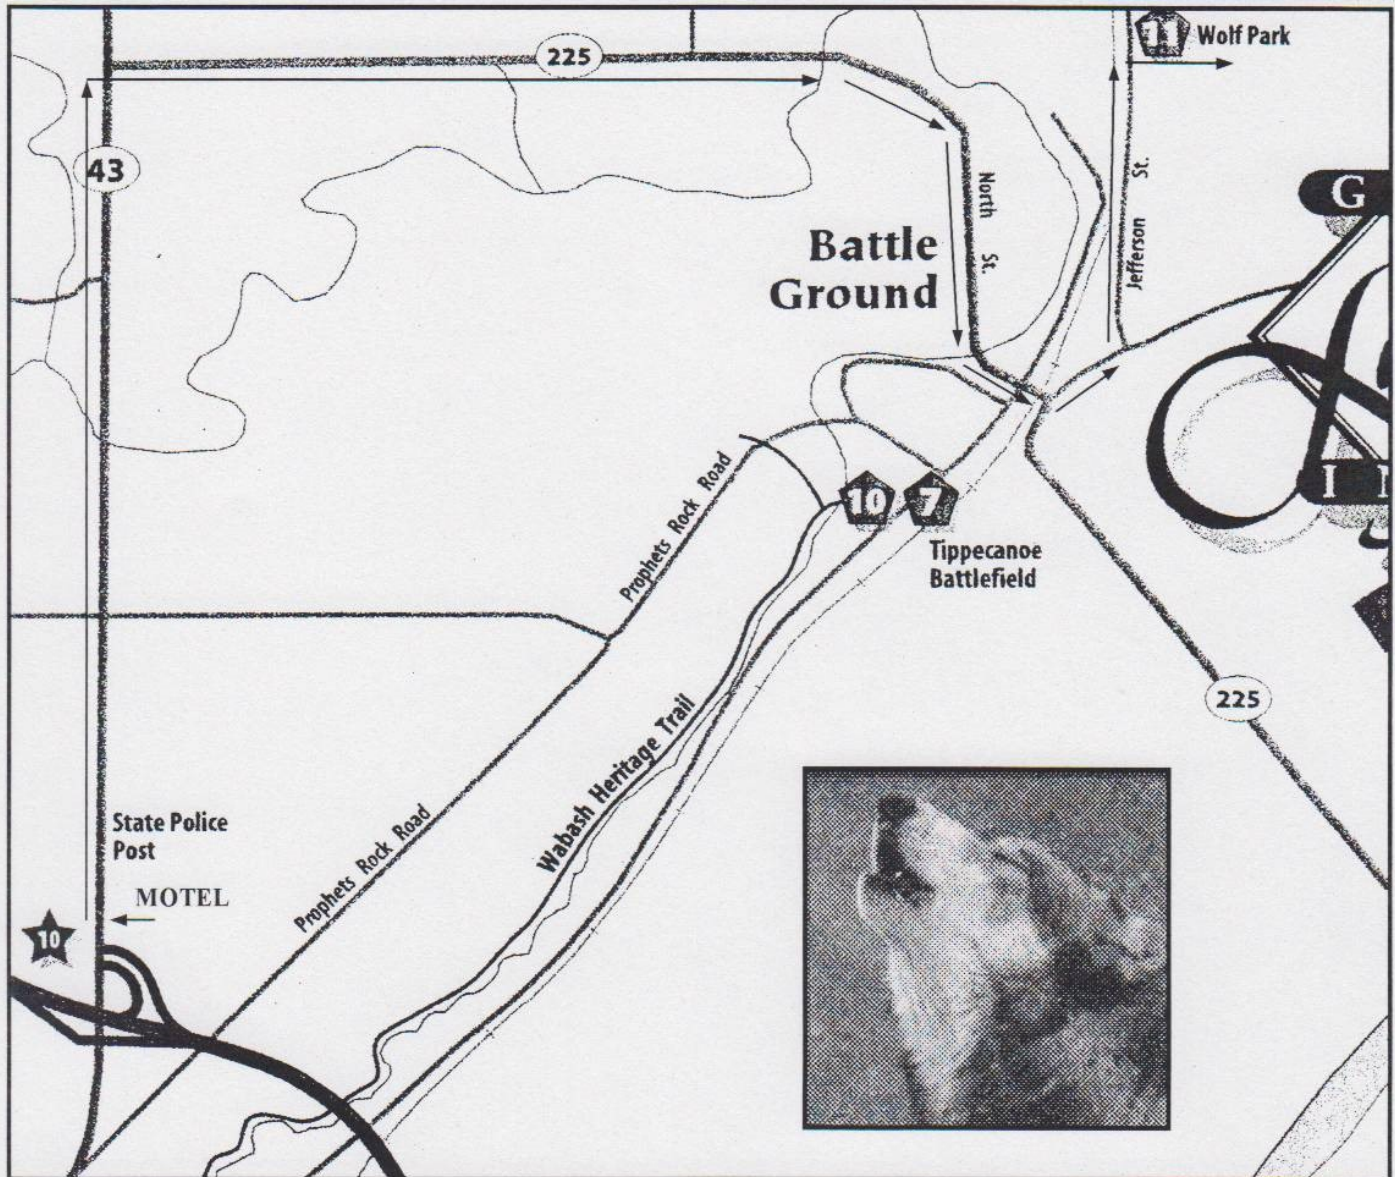 225
11 Wolf Park
43
North St.
Jefferson St.
G
Battle
Ground
Prophets Rock Road
10
7
Tippecanoe
Battlefield
I
225
Wabash Heritage Trail
State Police
Post
Prophets Rock Road
MOTEL
10